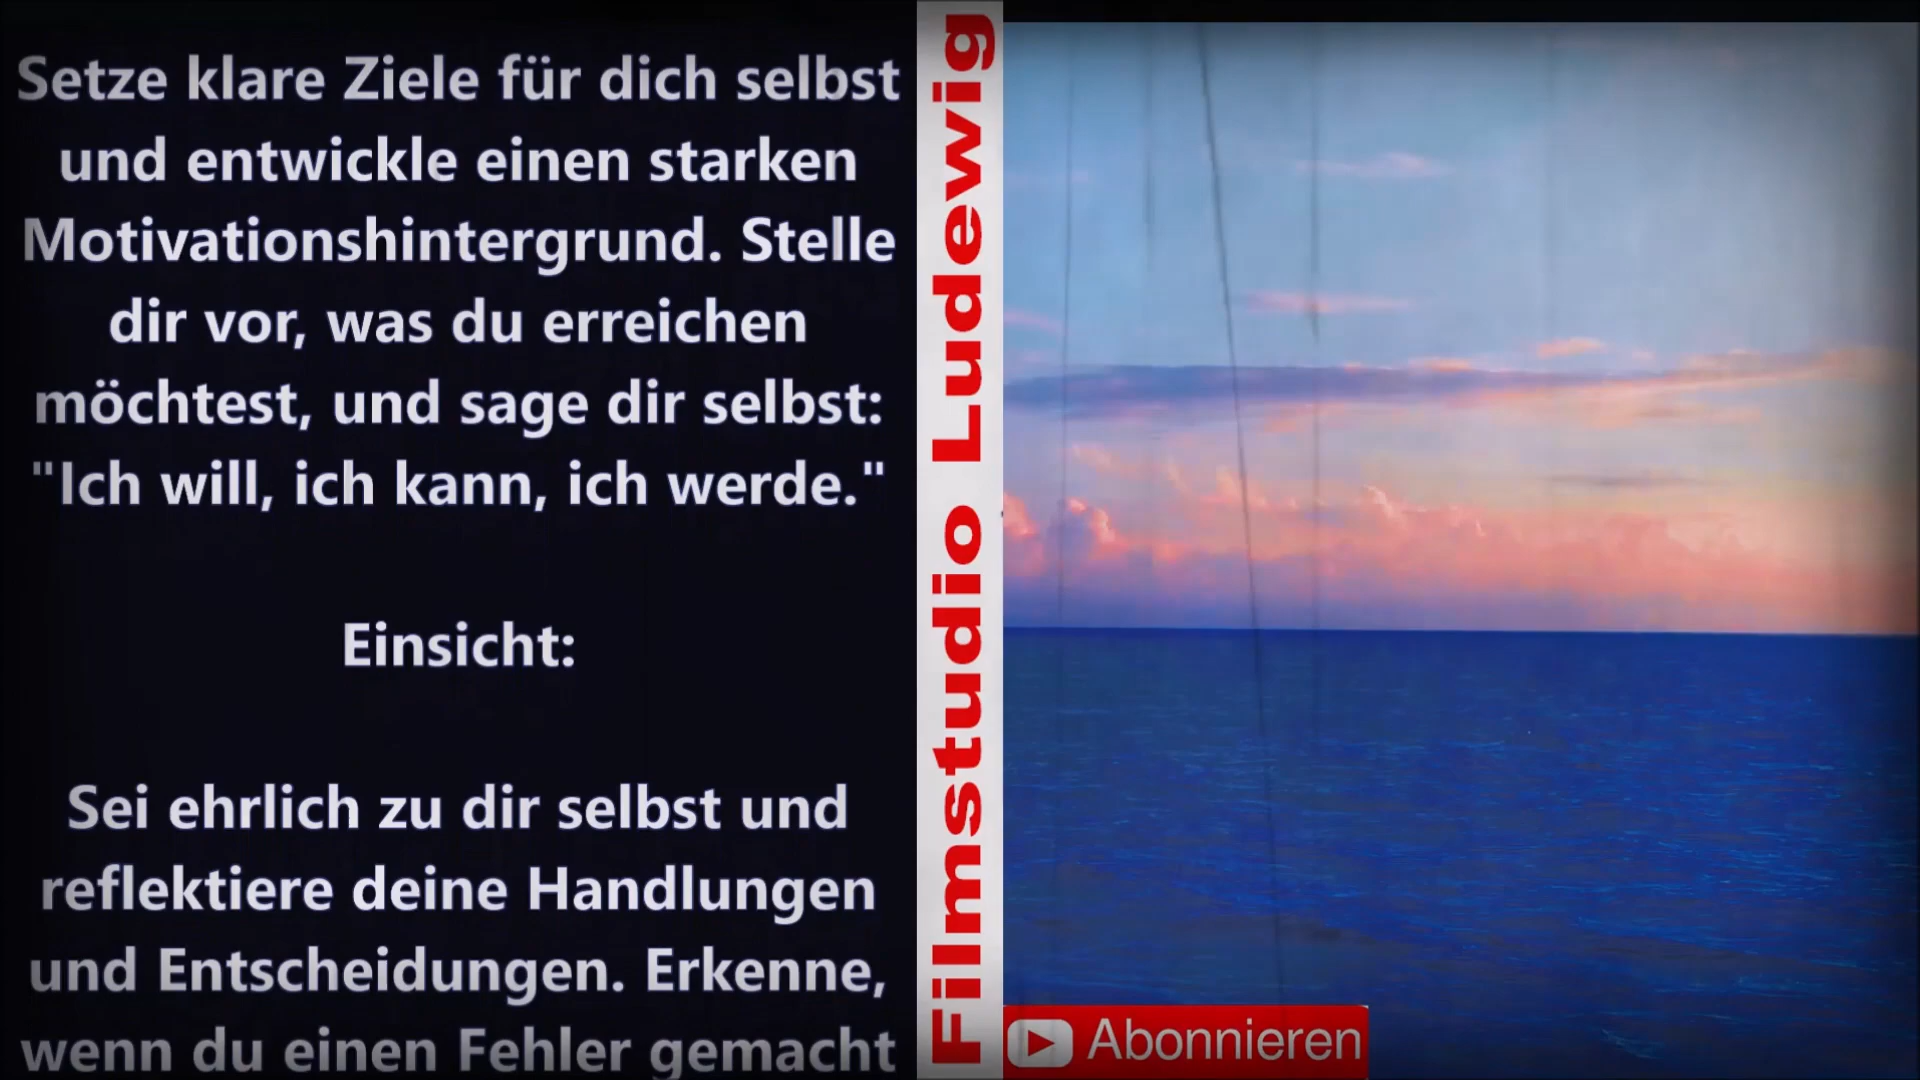 Setze klare Ziele für dich selbst
und entwickle einen starken
Motivationshintergrund. Stelle
dir vor, was du erreichen
möchtest, und sage dir selbst:
"Ich will, ich kann, ich werde."
Einsicht:
Sei ehrlich zu dir selbst und
reflektiere deine Handlungen
und Entscheidungen. Erkenne,
wenn du einen Fehler gemacht
Filmstudio Ludewig
Abonnieren